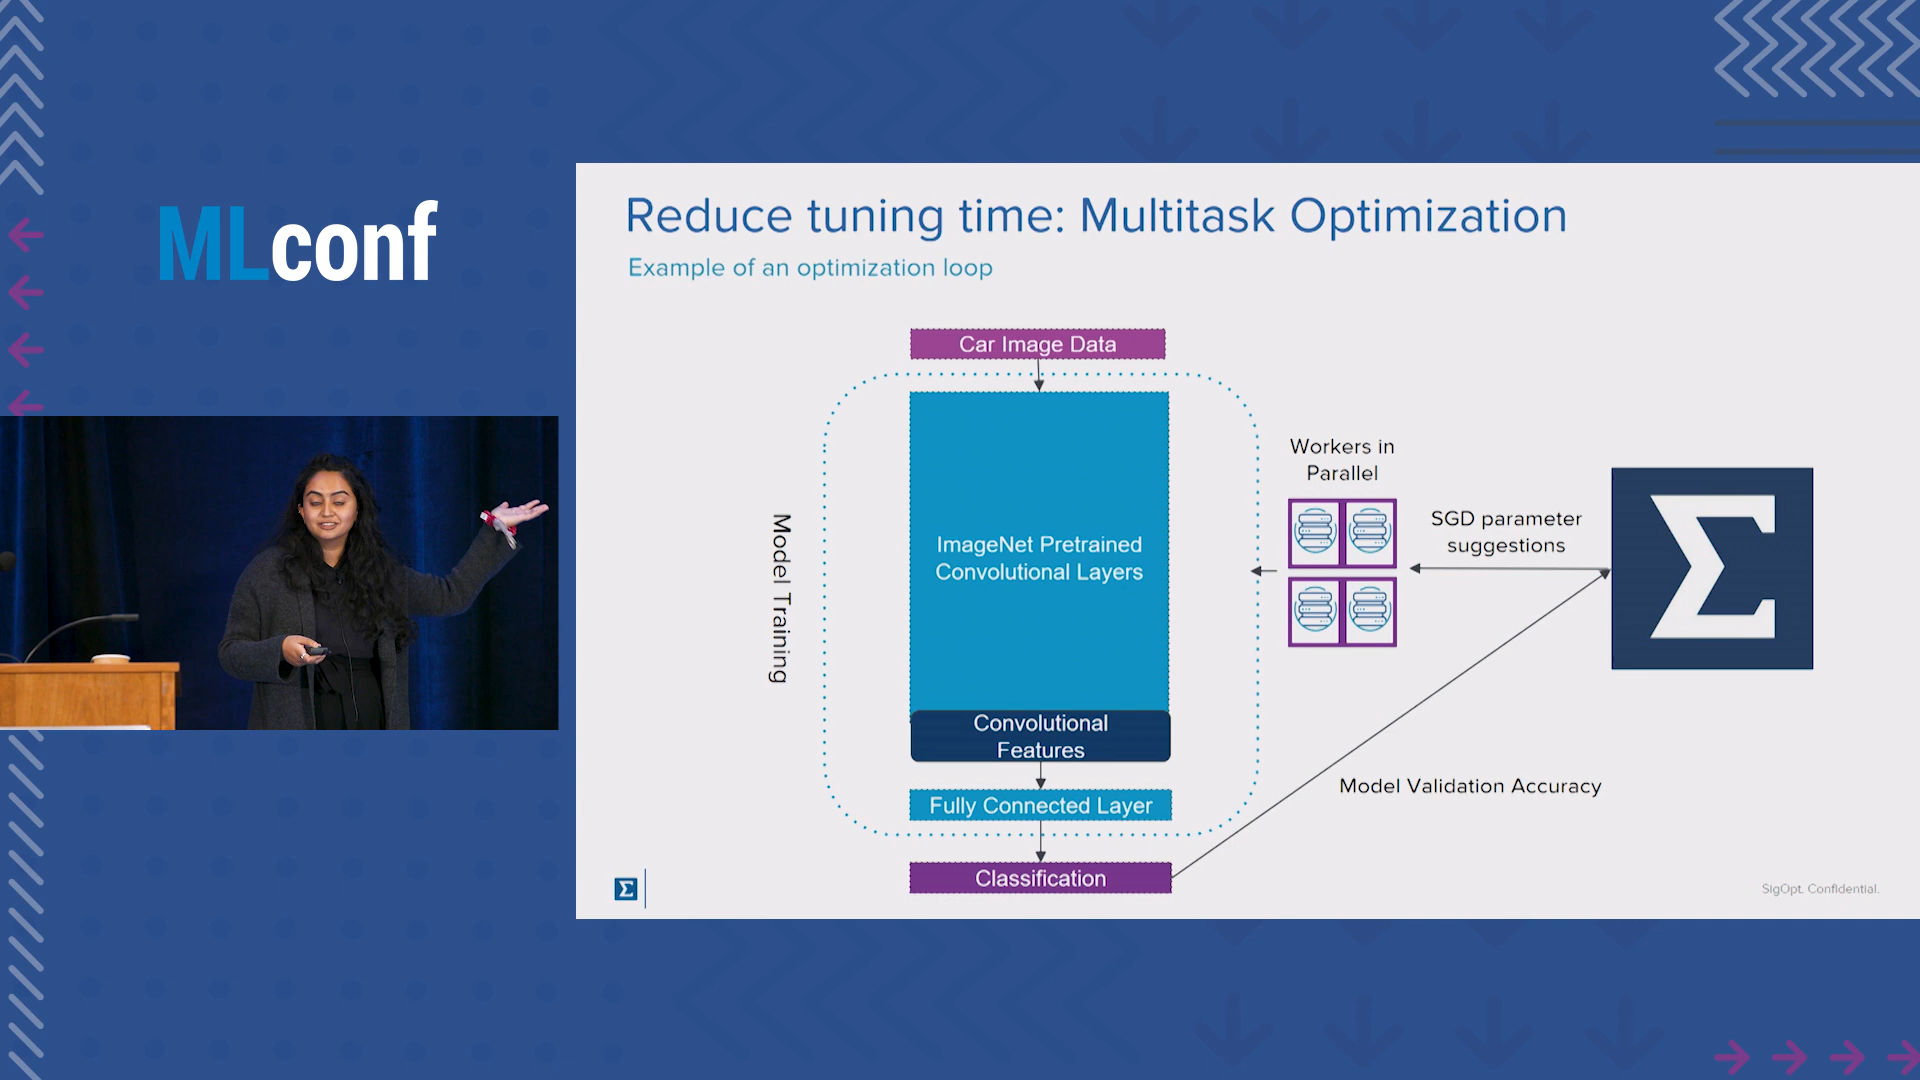 MLconf
Reduce tuning time: Multitask Optimization
Example of an optimization loop
Car Image Data
Model Training
ImageNet Pretrained
Convolutional Layers
Convolutional
Features
Fully Connected Layer
Classification
Workers in
Parallel
SGD parameter
suggestions
Model Validation Accuracy
Σ
Σ
SigOpt. Confidential.